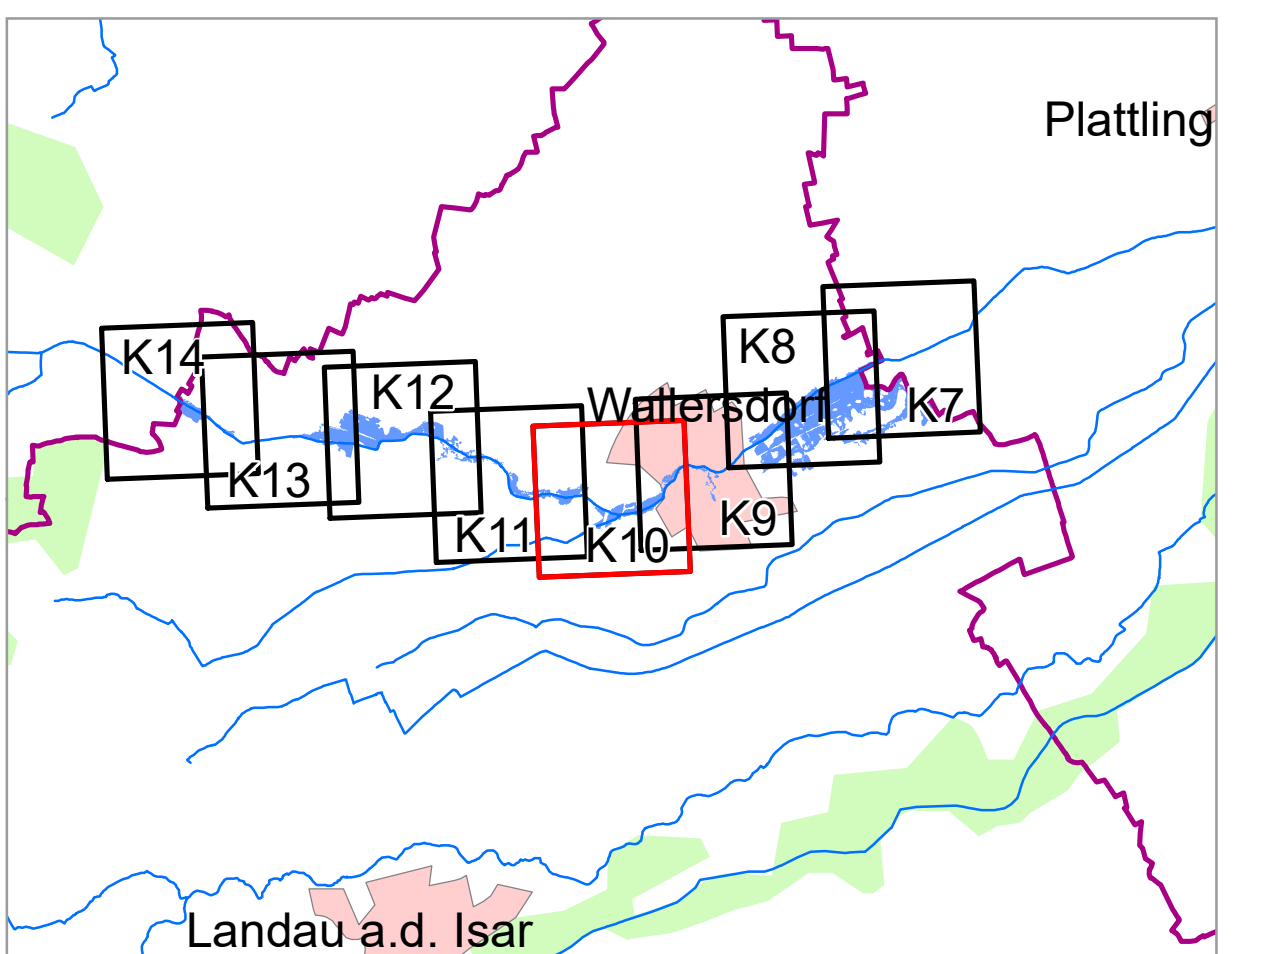 Plattling
K8
K14
K12
Wallersdorf
K7
K13
K9
K11
K10
Landau a.d. Isar